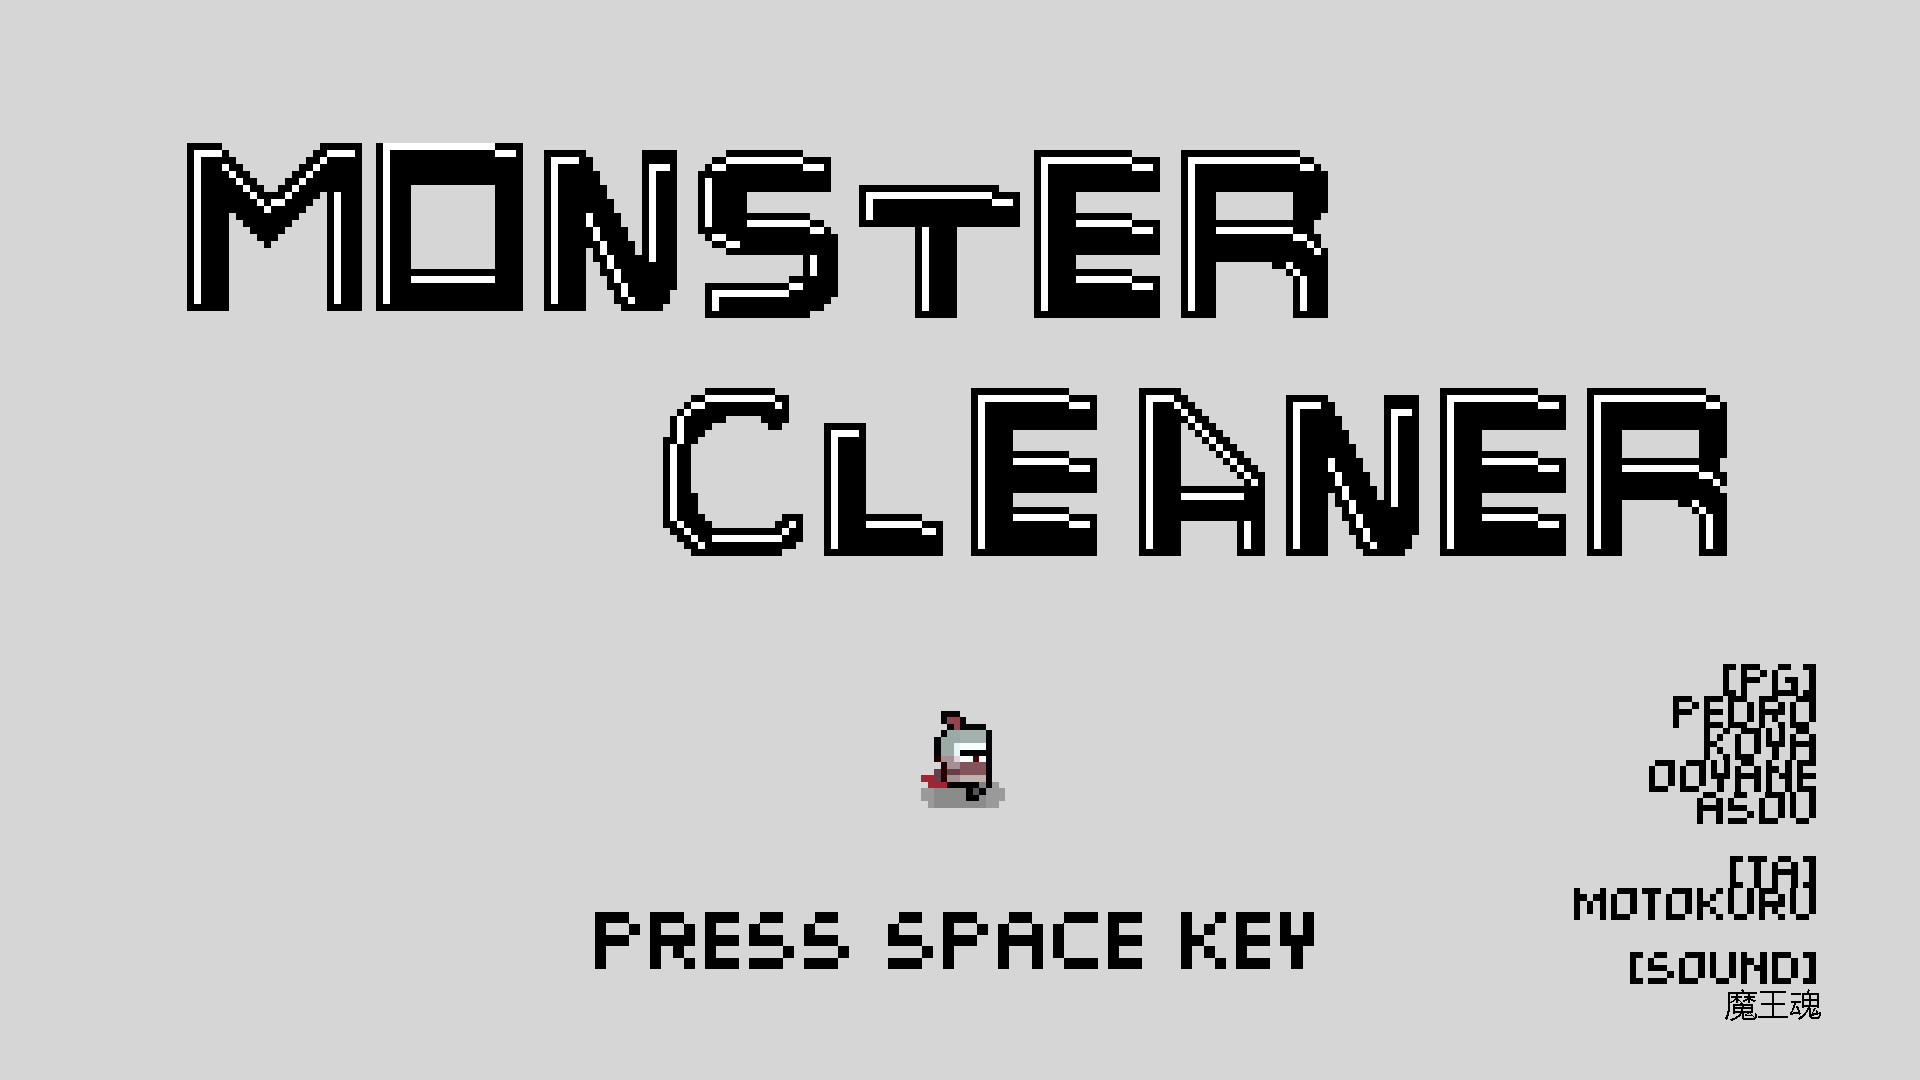 MONSTER
CLEANER
PRESS SPACE KEY
[PG]
PEDRO
KOYA
OOYANE
ASOU
[TA]
MOTOKURO
[SOUND]
魔王魂